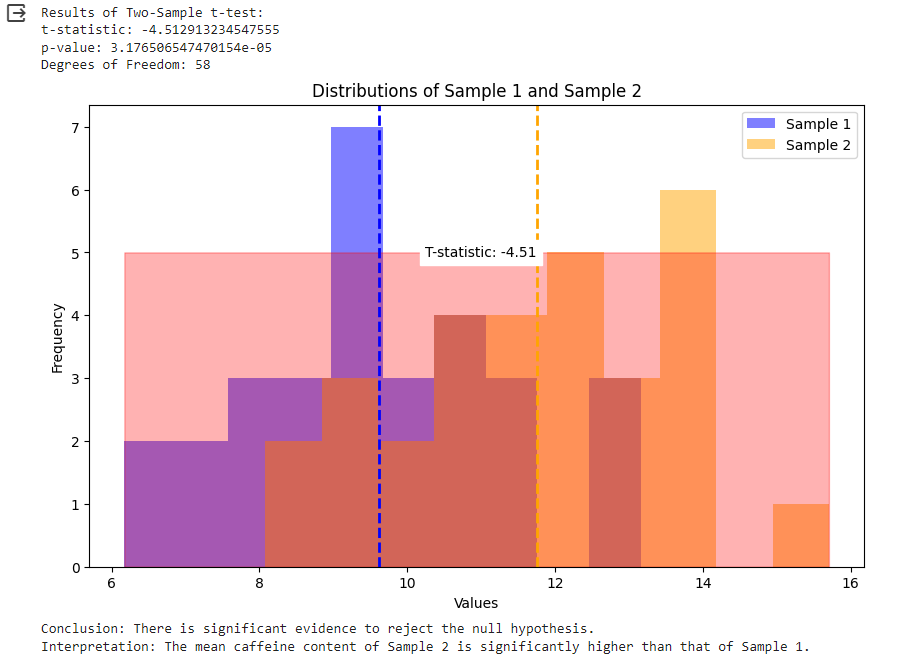 Results of Two-Sample t-test:
t-statistic: -4.512913234547555
p-value: 3.176506547470154e-05
Degrees of Freedom: 58
Distributions of Sample 1 and Sample 2
Sample 1
Sample 2
T-statistic: -4.51
Frequency
7
6
5
4
3
2
1
0
6 8 10 12 14 16
Values
Conclusion: There is significant evidence to reject the null hypothesis.
Interpretation: The mean caffeine content of Sample 2 is significantly higher than that of Sample 1.